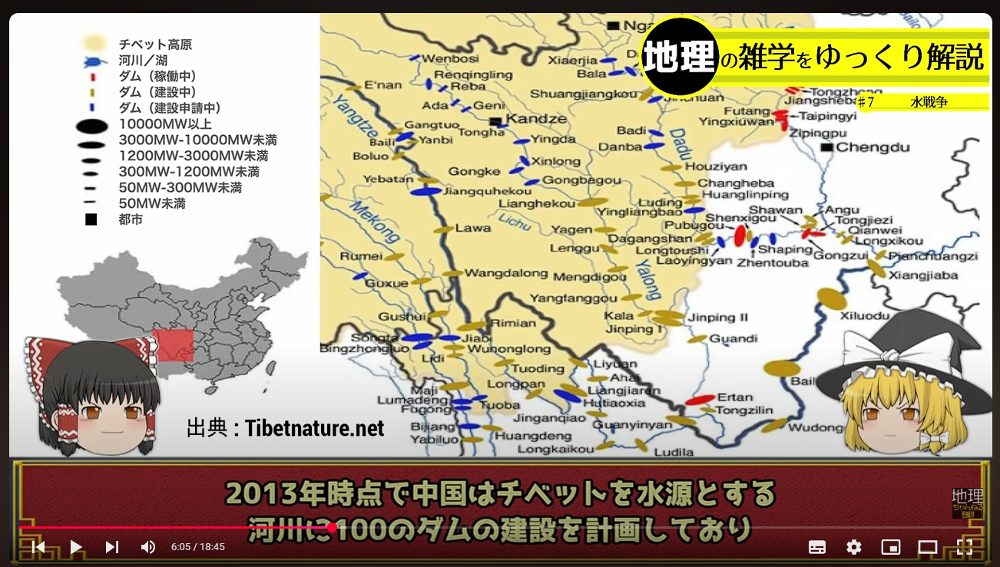 チベット高原
河川／湖
ダム（稼働中）
ダム（建設中）
ダム（建設申請中）
10000MW以上
3000MW-10000MW未満
1200MW-3000MW未満
300MW-1200MW未満
50MW-300MW未満
50MW未満
都市
地理の雑学をゆっくり解説
♯7 水戦争
Wenbosi
Xiaerjia
Bala
Renqingling
Reba
E'nan
Shuangjiangkou
Ada
Geni
Futang
Jiangsheba
Taipingyi
Yingxiuwan
Zipingpu
Yangtze
Gangtuo
Kandze
Tongha
Baili
Yanbi
Yingda
Badi
Danba
Dadu
Chengdu
Boluo
Xinlong
Gongke
Houziyan
Yebatan
Gongbagou
Changheba
Jiangquhekou
Huanglinping
Lianghekou
Luding
Yingliangbao
Mekong
Lichu
Shawan
Angu
Shenxigou
Tongjiezi
Pubugou
Lawa
Yagen
Qianwei
Dagangshan
Longxikou
Lenggu
Longtoushi
Shaping
Gongzui
Pianchuangzi
Rumei
Laoyingyan
Zhentouba
Wangdalong
Mengdigou
Yalong
Xiangjiaba
Guxue
Yangfanggou
Gushui
Kala
Jinping II
Xiluodu
Rimian
Jinping I
Songta
Jiabi
Guandi
Bingzhongluo
Wunonglong
Lidi
Tuoding
Liyuan
Ahai
Longpan
Maji
Liangjiaren
Lumadeng
Ertan
Tuoba
Hutiaoxia
Fugong
Tongzilin
Jinganqiao
Bijiang
Guanyinyan
Wudong
Huangdeng
Yabiluo
Longkaikou
Ludila
出典 : Tibetnature.net
2013年時点で中国はチベットを水源とする
河川に100のダムの建設を計画しており
地理
ちゃんねる
登録
6:05 / 18:45